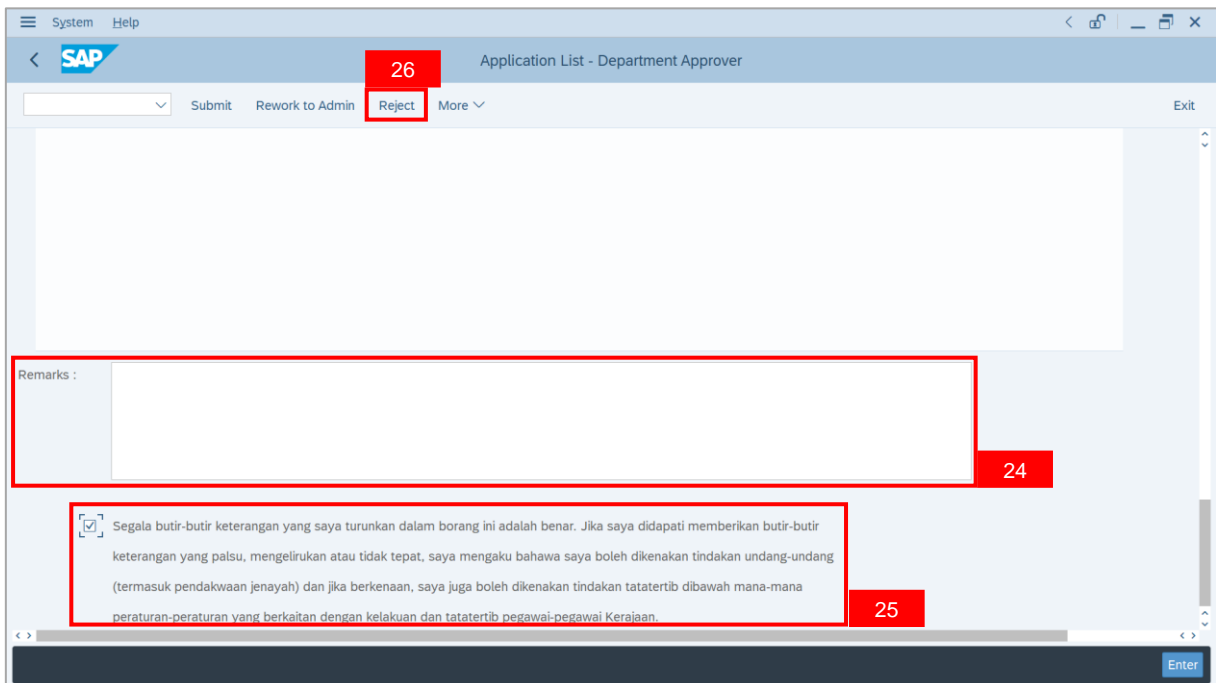 System Help
SAP
Application List - Department Approver
26
Submit Rework to Admin Reject More
Exit
Remarks :
24
Segala butir-butir keterangan yang saya turunkan dalam borang ini adalah benar. Jika saya didapati memberikan butir-butir
keterangan yang palsu, mengelirukan atau tidak tepat, saya mengaku bahawa saya boleh dikenakan tindakan undang-undang
(termasuk pendakwaan jenayah) dan jika berkenaan, saya juga boleh dikenakan tindakan tatatertib dibawah mana-mana
peraturan-peraturan yang berkaitan dengan kelakuan dan tatatertib pegawai-pegawai Kerajaan.
25
Enter